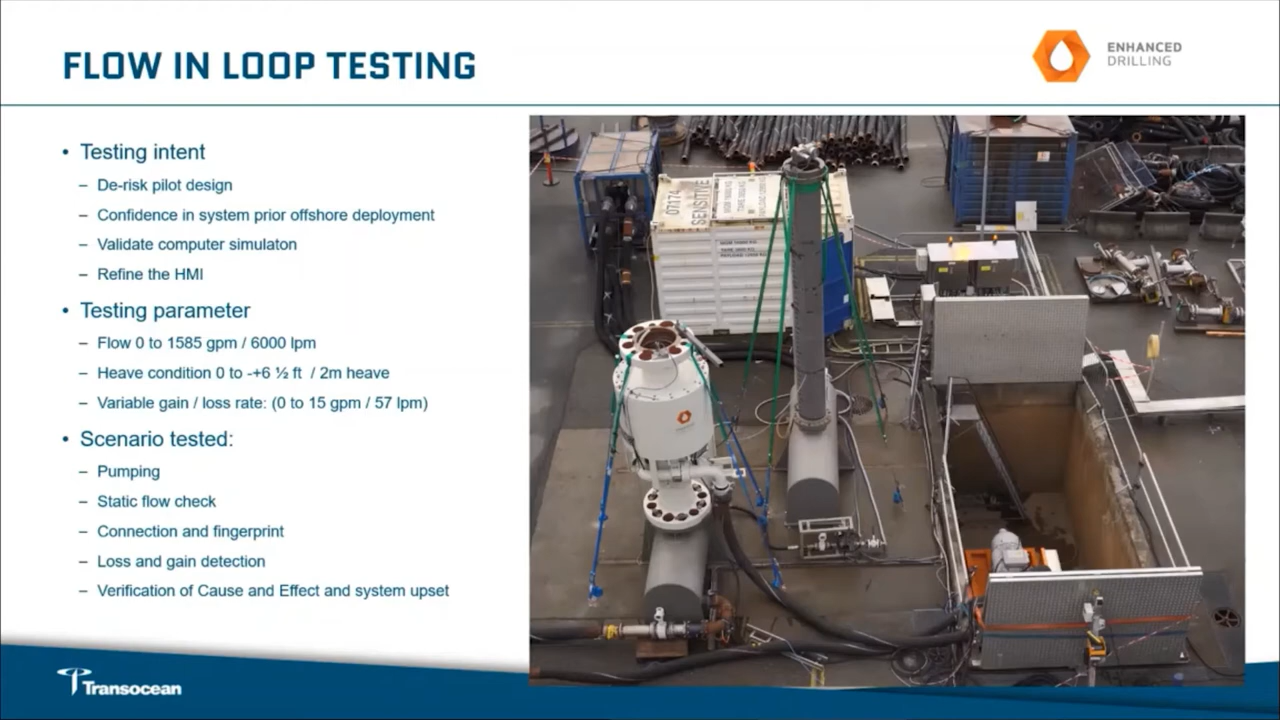 FLOW IN LOOP TESTING
ENHANCED
DRILLING
• Testing intent
– De-risk pilot design
– Confidence in system prior offshore deployment
– Validate computer simulaton
– Refine the HMI
• Testing parameter
– Flow 0 to 1585 gpm / 6000 lpm
– Heave condition 0 to -+6 ½ ft / 2m heave
– Variable gain / loss rate: (0 to 15 gpm / 57 lpm)
• Scenario tested:
– Pumping
– Static flow check
– Connection and fingerprint
– Loss and gain detection
– Verification of Cause and Effect and system upset
07174
SENSITIVE
Transocean